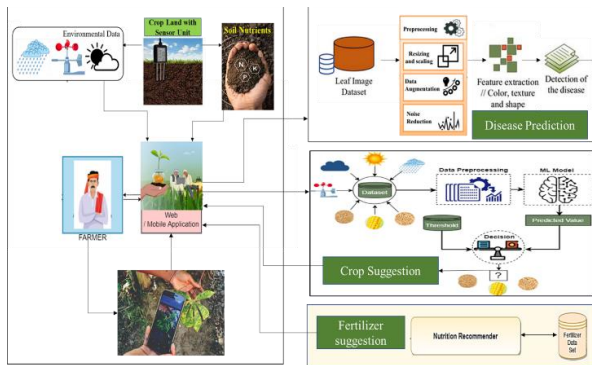 Environmental Data
Crop Land with
Sensor Unit
Soil Nutrients
N
K
P
FARMER
Web
/ Mobile Application
Leaf Image
Dataset
Preprocessing
Resizing
and scaling
Data
Augmentation
Noise
Reduction
Feature extraction
// Color, texture
and shape
Detection of
the disease
Disease Prediction
Dataset
Data Preprocessing
ML Model
Threshold
Predicted Value
Decision
?
Crop Suggestion
Fertilizer
suggestion
Nutrition Recommender
Fertilizer
Data
Set